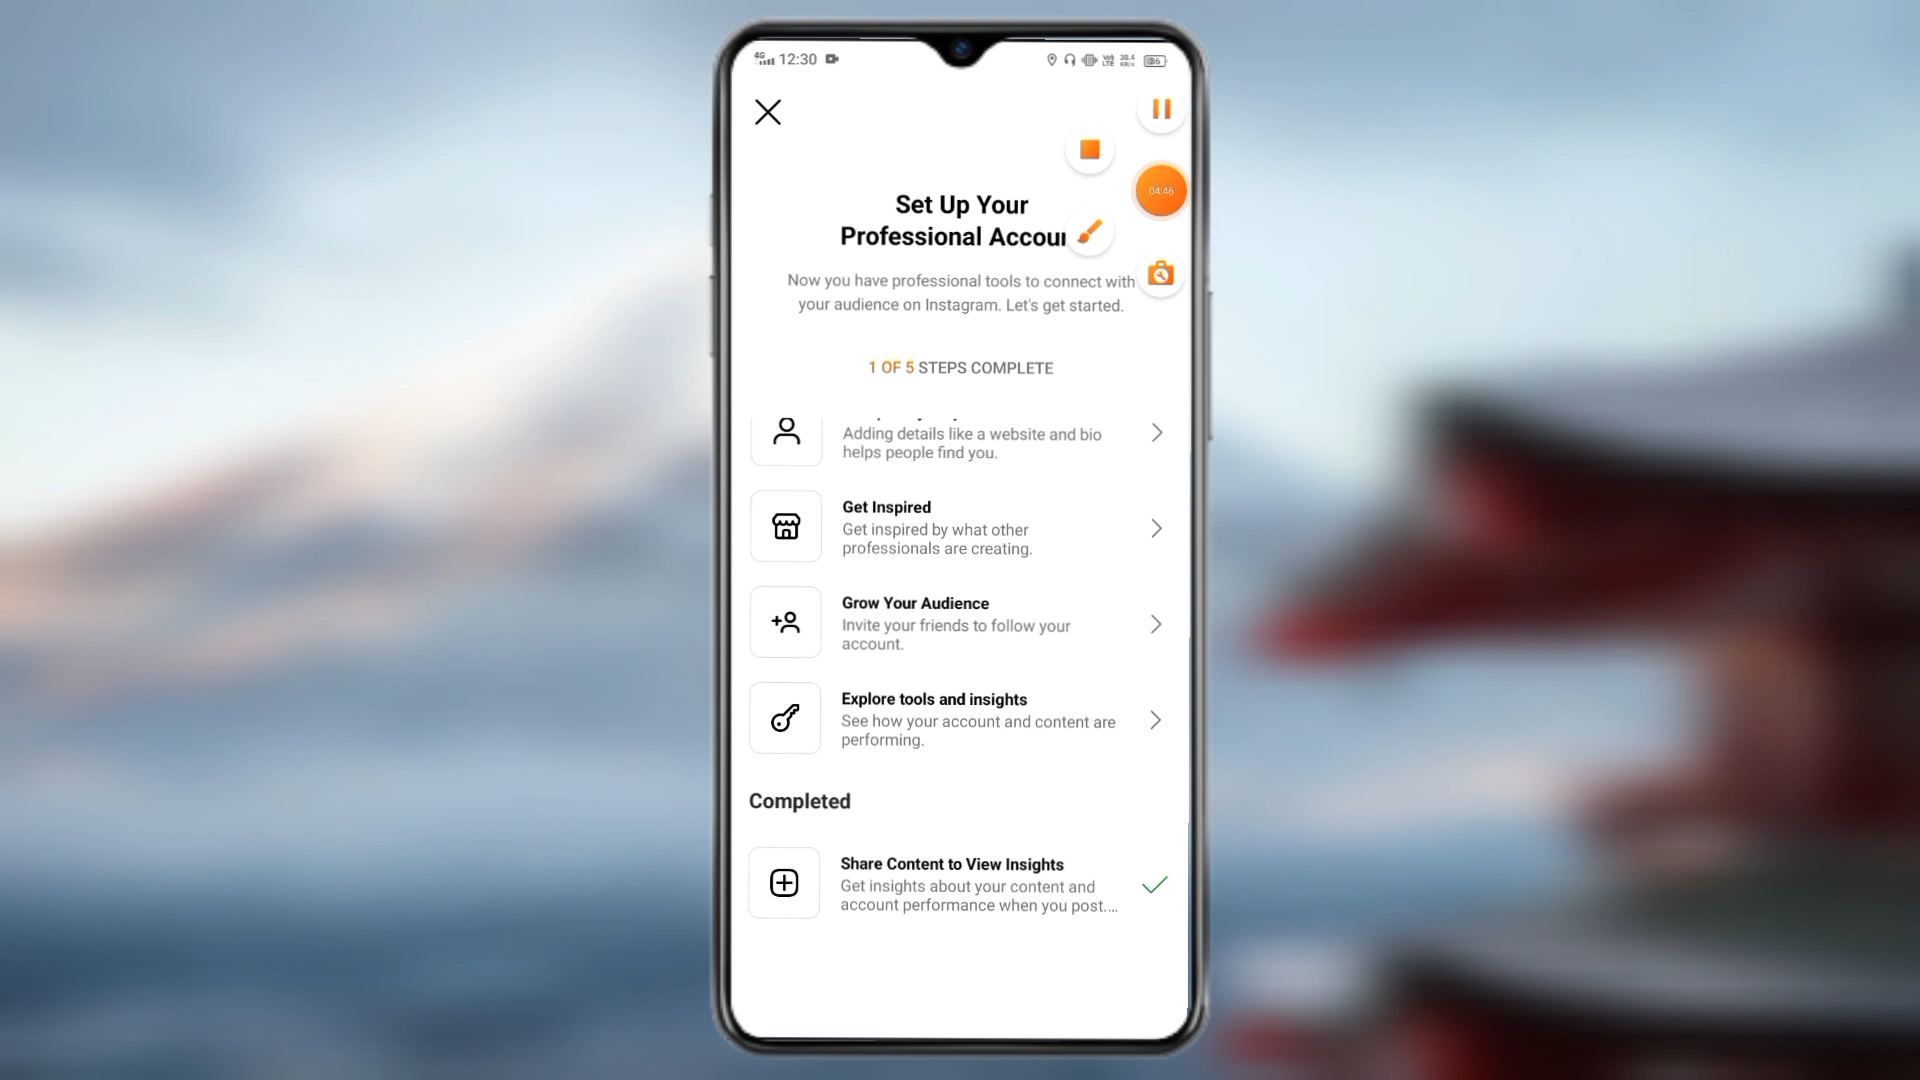 4G 12:30
36
04:46
Set Up Your
Professional Accou
Now you have professional tools to connect with
your audience on Instagram. Let's get started.
1 OF 5 STEPS COMPLETE
Adding details like a website and bio
helps people find you.
Get Inspired
Get inspired by what other
professionals are creating.
Grow Your Audience
Invite your friends to follow your
account.
Explore tools and insights
See how your account and content are
performing.
Completed
Share Content to View Insights
Get insights about your content and
account performance when you post....